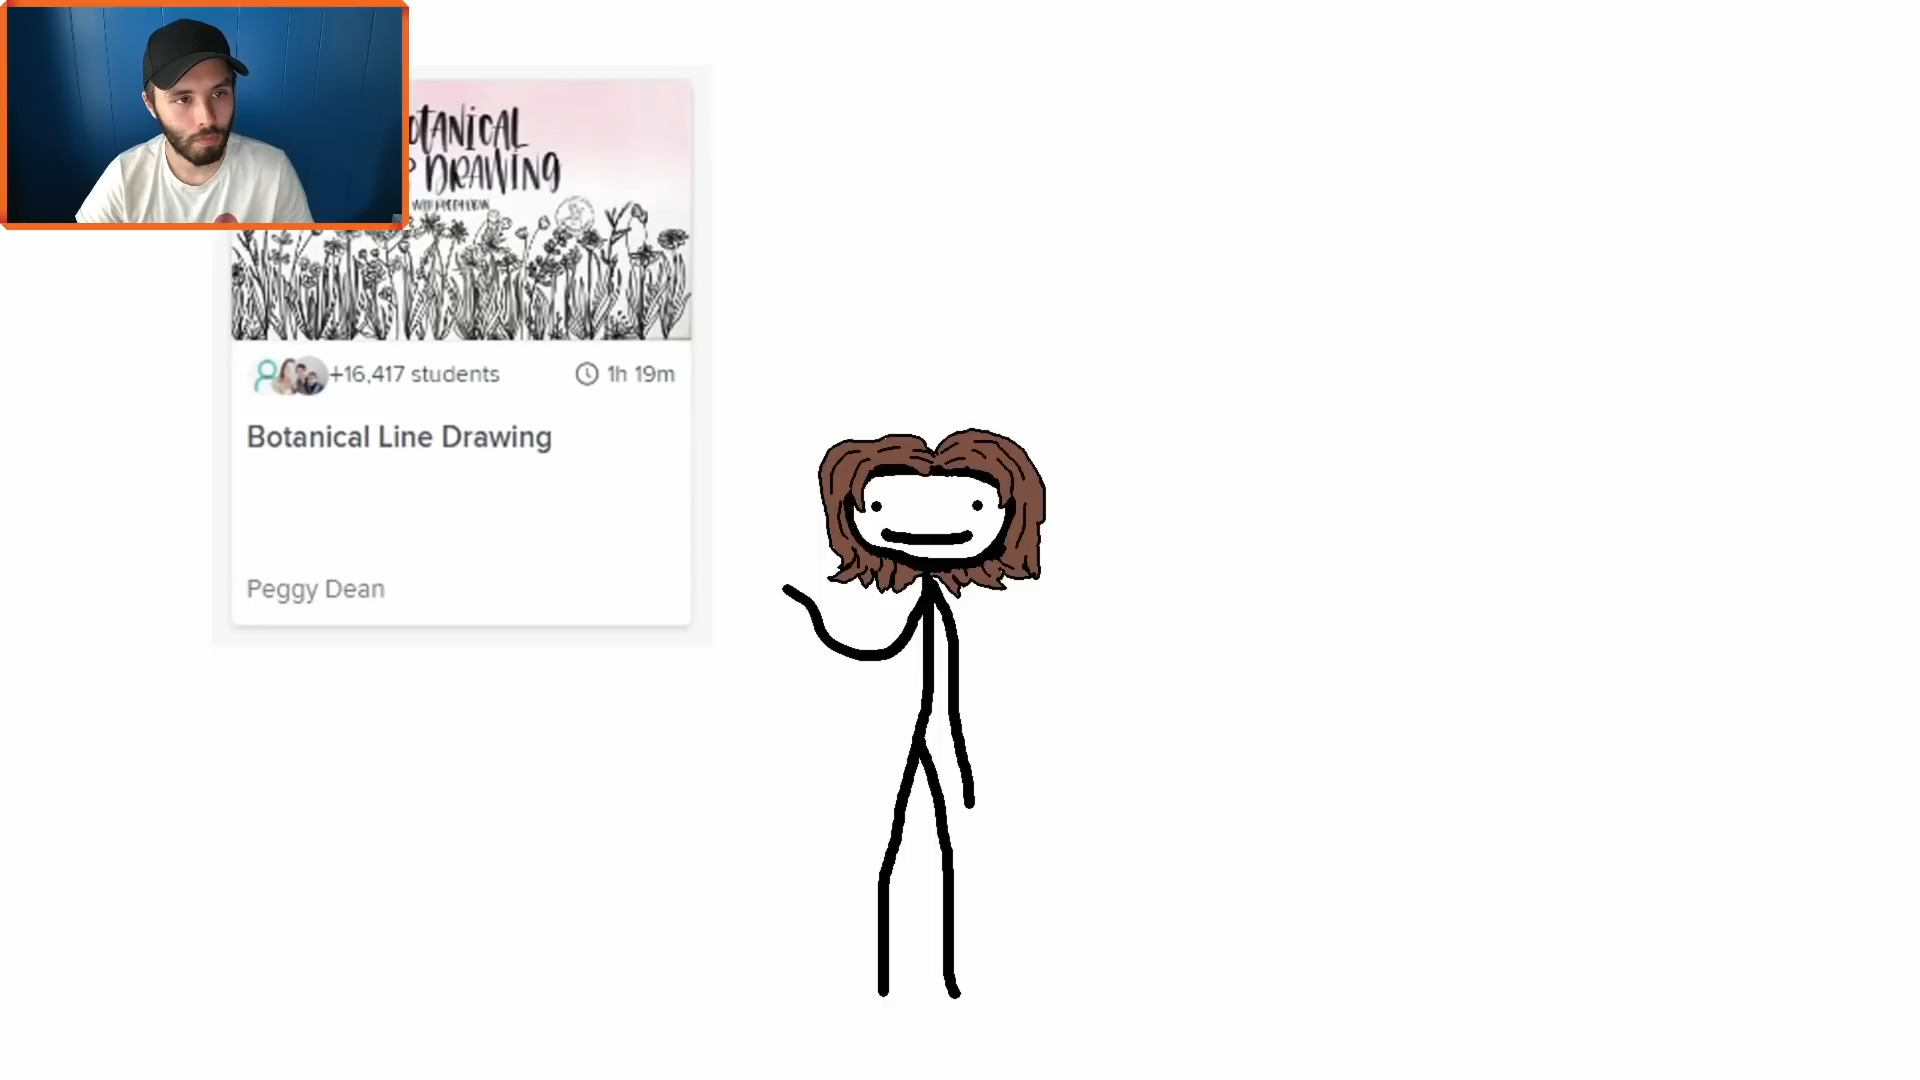 OTANICAL
DRAWING
+16,417 students
1h 19m
Botanical Line Drawing
Peggy Dean